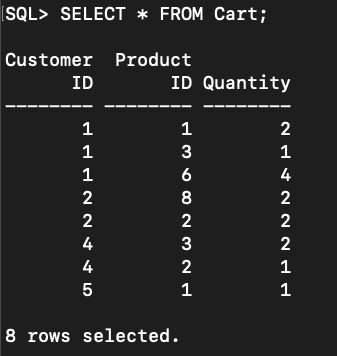 SQL> SELECT * FROM Cart;
Customer Product
ID ID Quantity
-------- -------- --------
1 1 2
1 3 1
1 6 4
2 8 2
2 2 2
4 3 2
4 2 1
5 1 1
8 rows selected.